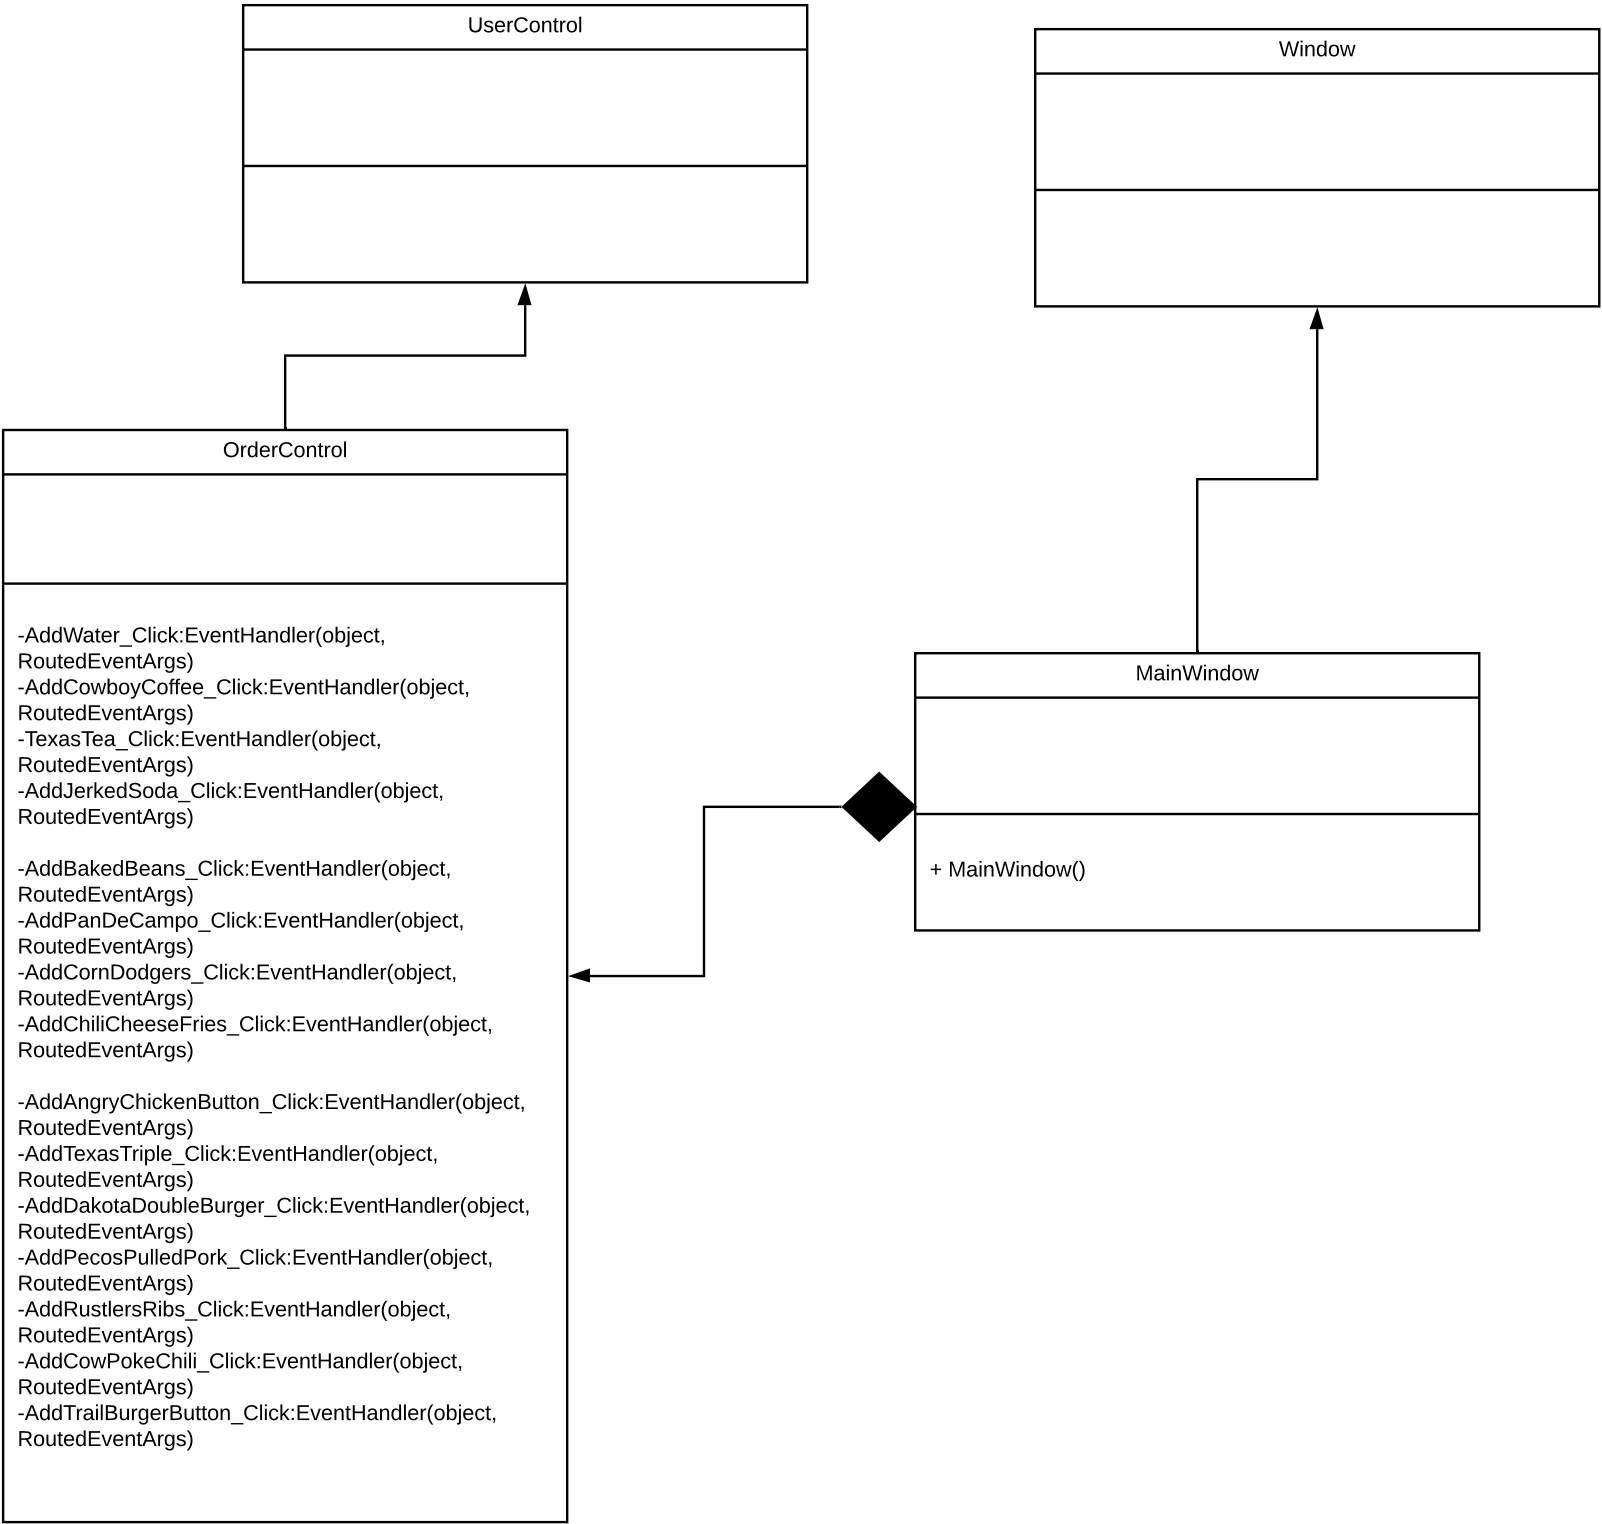 UserControl
Window
OrderControl
-AddWater_Click:EventHandler(object,
RoutedEventArgs)
-AddCowboyCoffee_Click:EventHandler(object,
RoutedEventArgs)
-TexasTea_Click:EventHandler(object,
RoutedEventArgs)
-AddJerkedSoda_Click:EventHandler(object,
RoutedEventArgs)
-AddBakedBeans_Click:EventHandler(object,
RoutedEventArgs)
-AddPanDeCampo_Click:EventHandler(object,
RoutedEventArgs)
-AddCornDodgers_Click:EventHandler(object,
RoutedEventArgs)
-AddChiliCheeseFries_Click:EventHandler(object,
RoutedEventArgs)
-AddAngryChickenButton_Click:EventHandler(object,
RoutedEventArgs)
-AddTexasTriple_Click:EventHandler(object,
RoutedEventArgs)
-AddDakotaDoubleBurger_Click:EventHandler(object,
RoutedEventArgs)
-AddPecosPulledPork_Click:EventHandler(object,
RoutedEventArgs)
-AddRustlersRibs_Click:EventHandler(object,
RoutedEventArgs)
-AddCowPokeChili_Click:EventHandler(object,
RoutedEventArgs)
-AddTrailBurgerButton_Click:EventHandler(object,
RoutedEventArgs)
MainWindow
+ MainWindow()